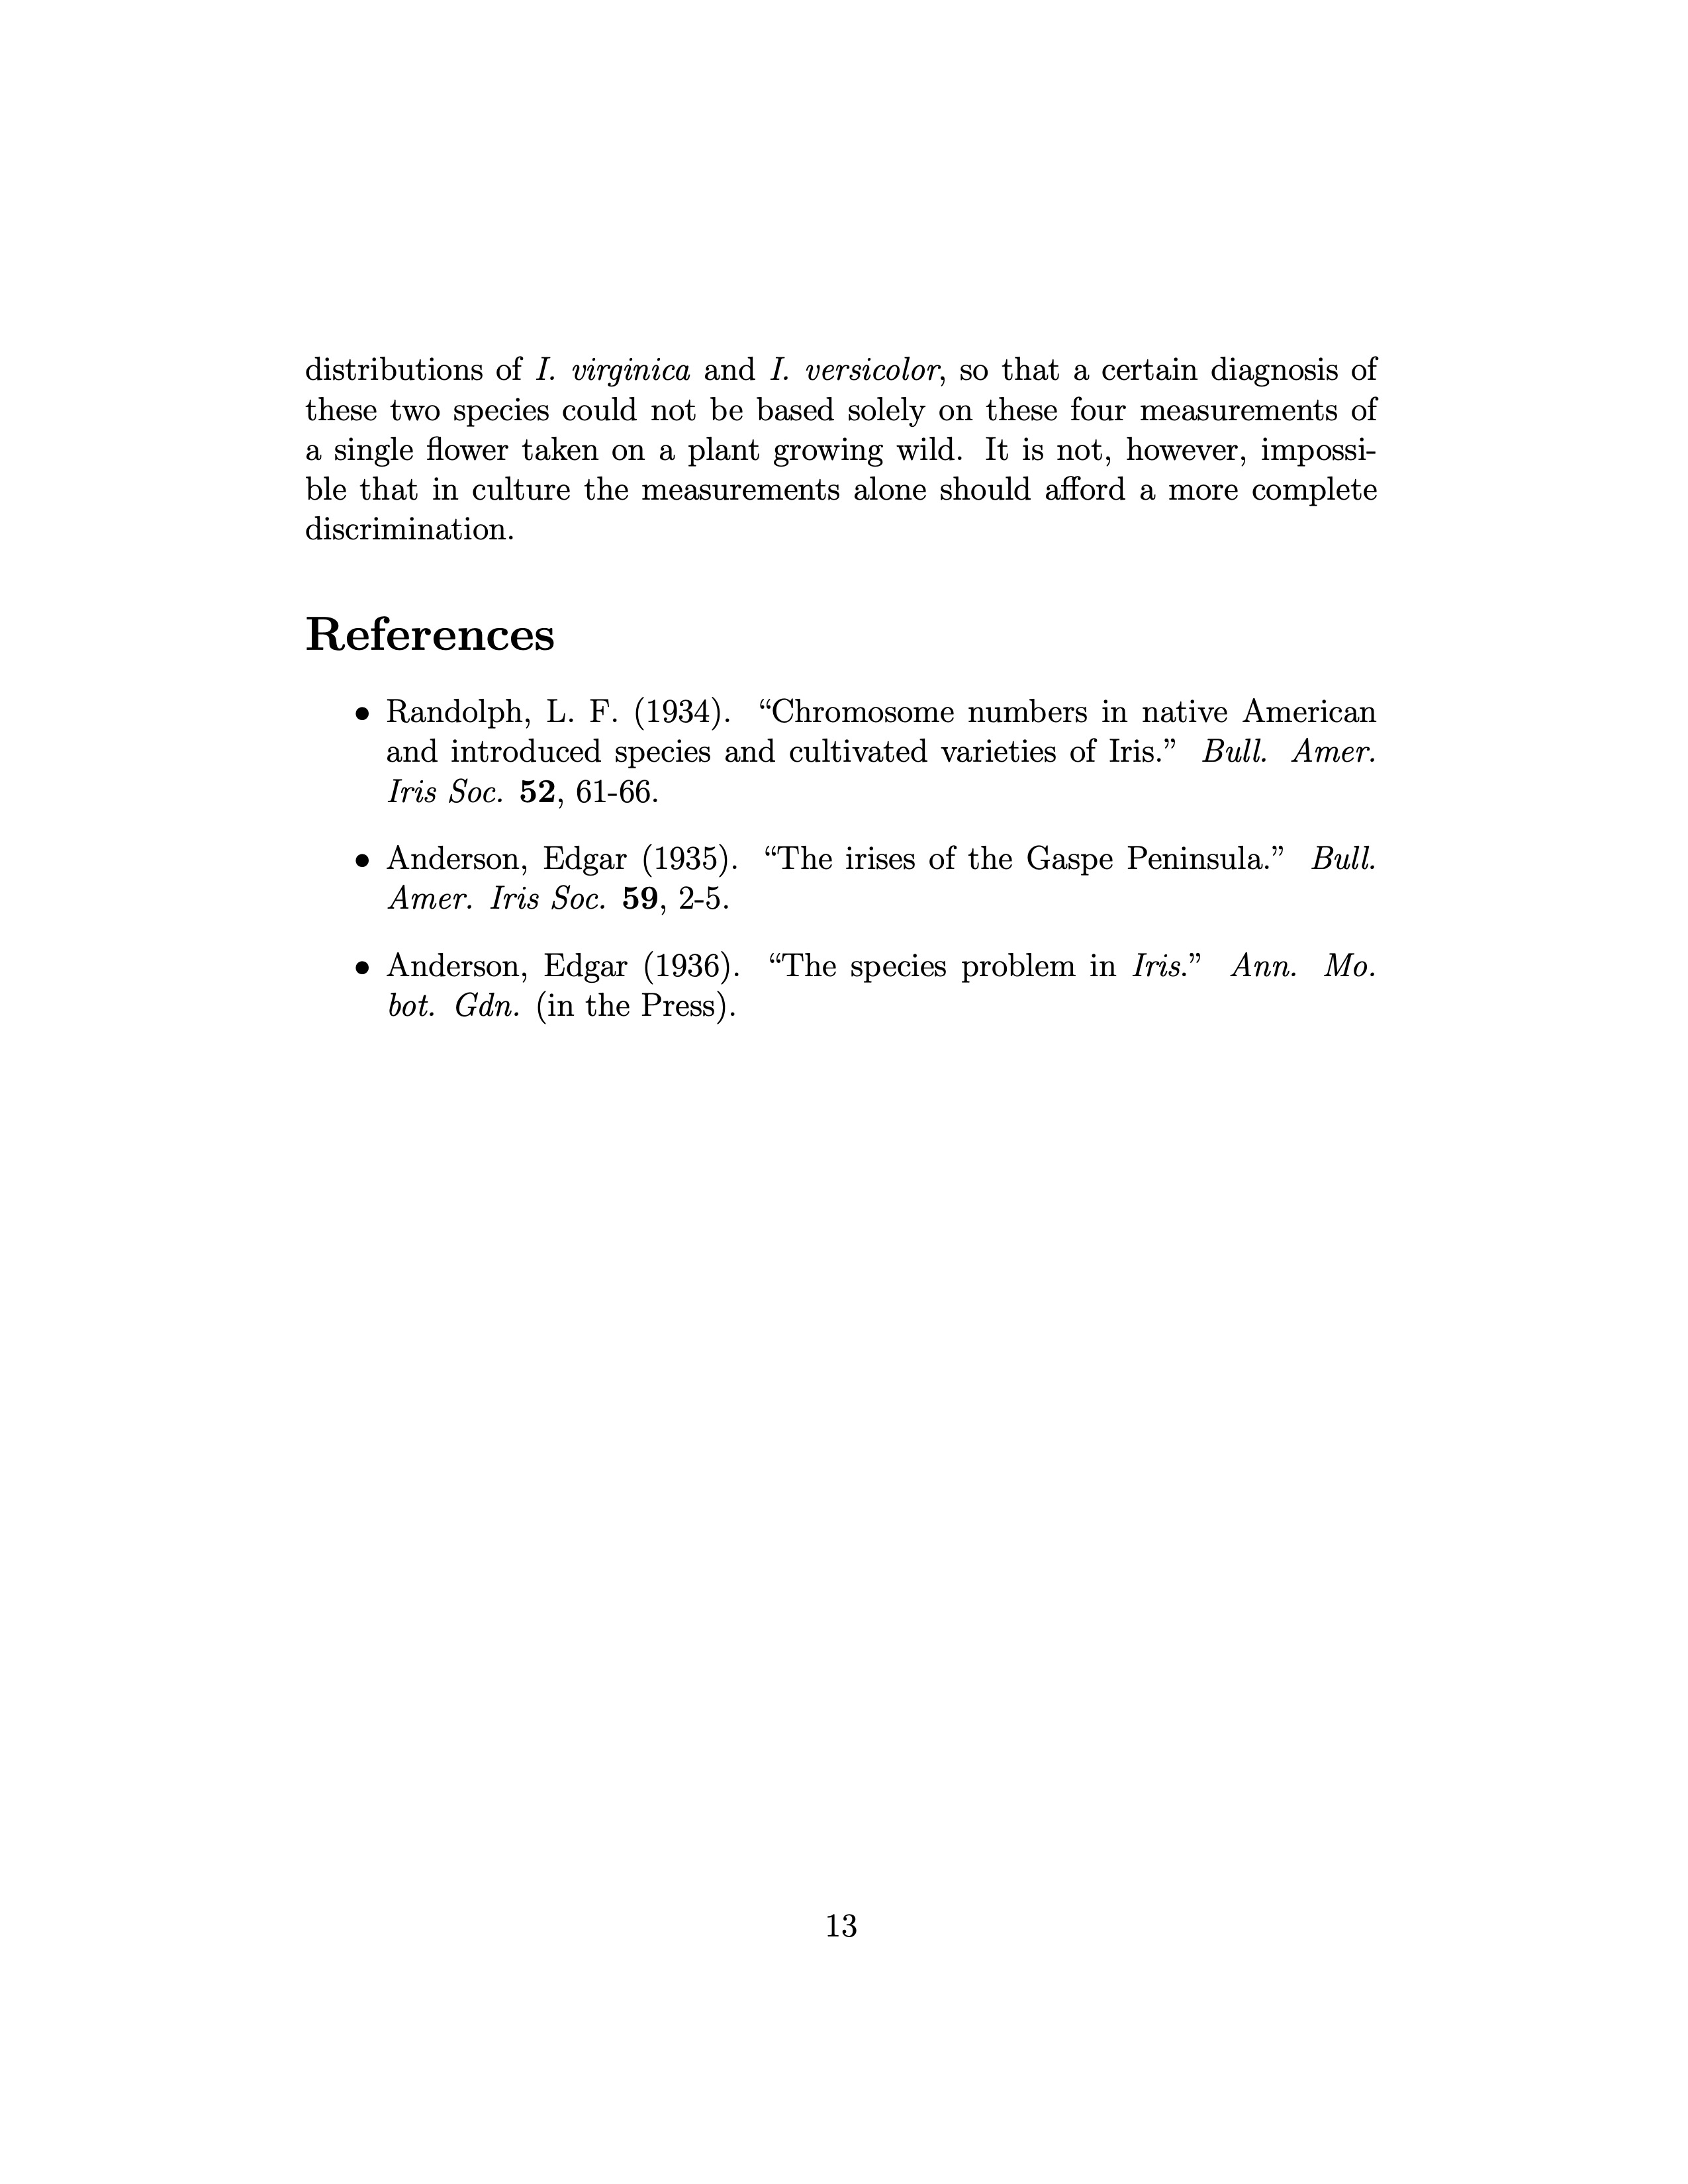 distributions of I. virginica and I. versicolor, so that a certain diagnosis of
these two species could not be based solely on these four measurements of
a single flower taken on a plant growing wild. It is not, however, impossi-
ble that in culture the measurements alone should afford a more complete
discrimination.
References
• Randolph, L. F. (1934). “Chromosome numbers in native American
and introduced species and cultivated varieties of Iris.” Bull. Amer.
Iris Soc. 52, 61-66.
• Anderson, Edgar (1935). “The irises of the Gaspe Peninsula.” Bull.
Amer. Iris Soc. 59, 2-5.
• Anderson, Edgar (1936). “The species problem in Iris.” Ann. Mo.
bot. Gdn. (in the Press).
13